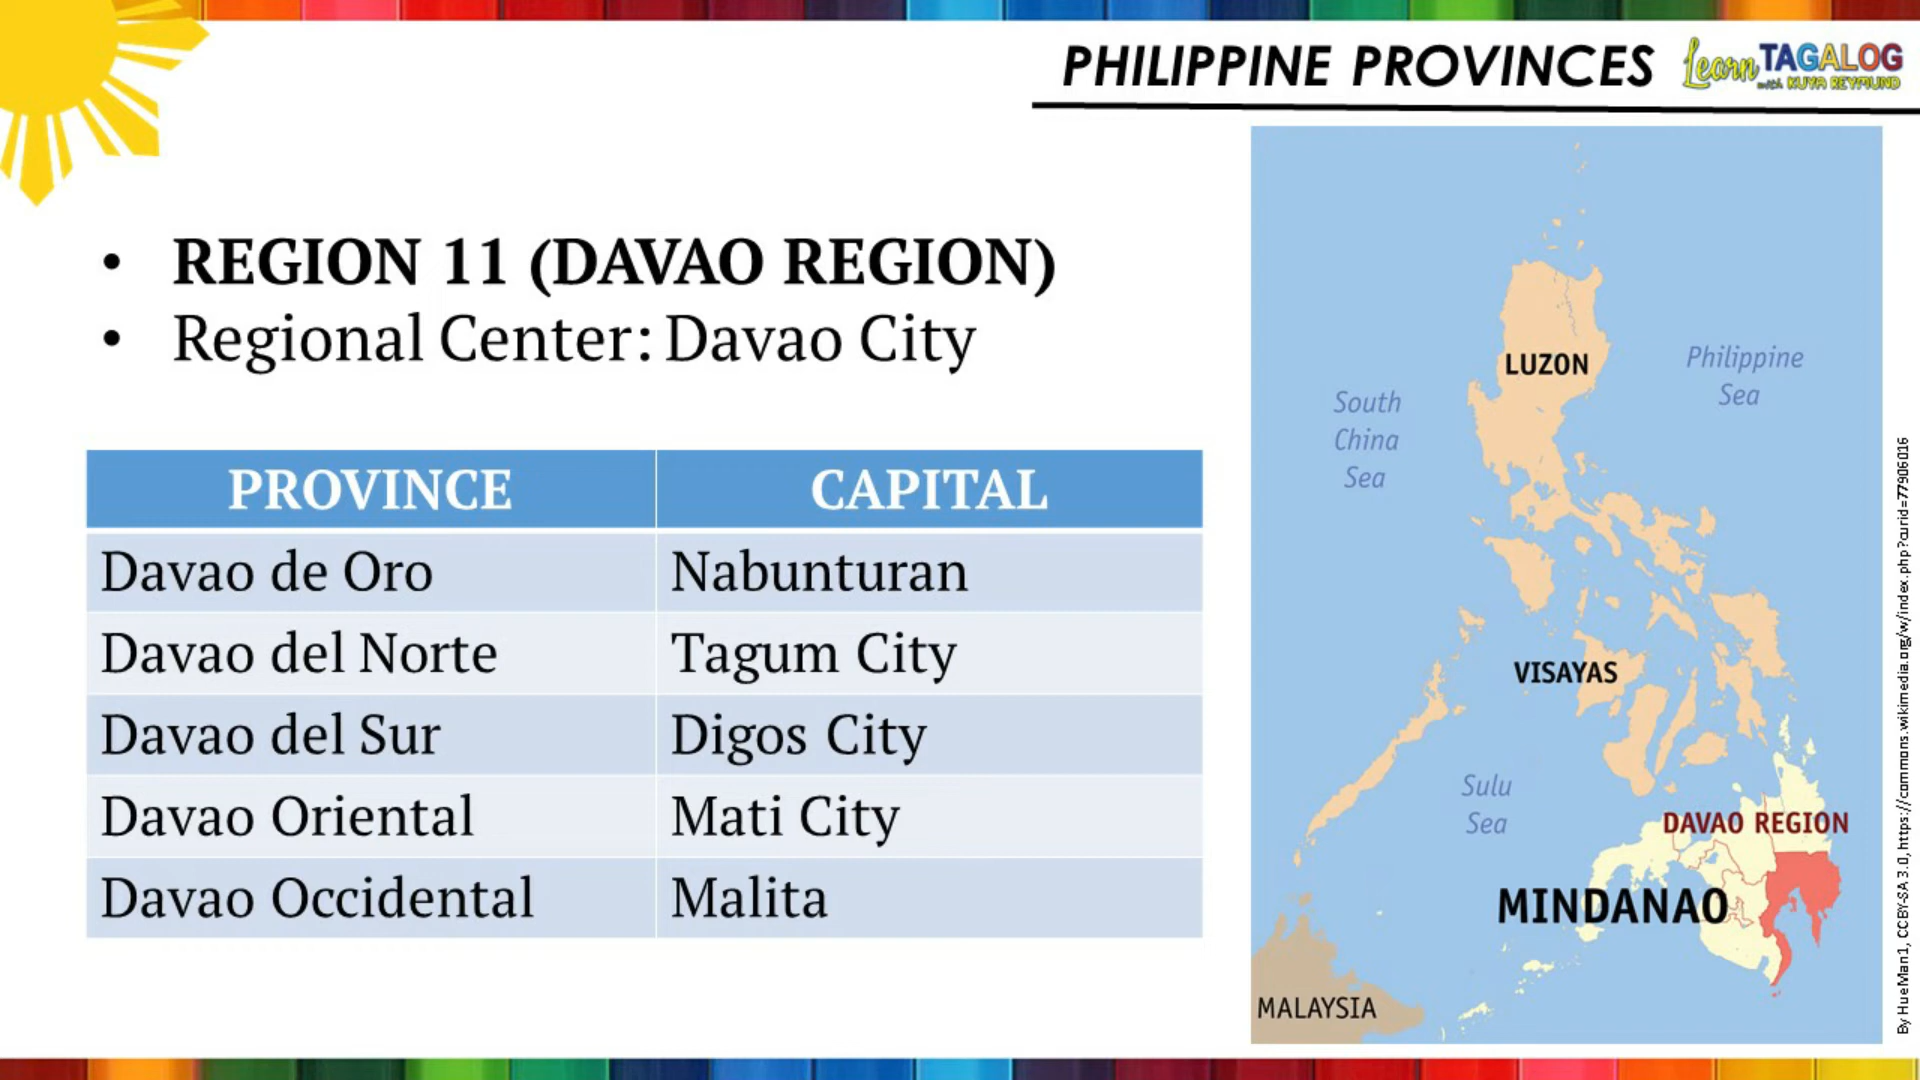 PHILIPPINE PROVINCES
Learn TAGALOG
with KUYA REYMUND
• REGION 11 (DAVAO REGION)
• Regional Center: Davao City
PROVINCE CAPITAL
Davao de Oro Nabunturan
Davao del Norte Tagum City
Davao del Sur Digos City
Davao Oriental Mati City
Davao Occidental Malita
LUZON
Philippine
Sea
South
China
Sea
VISAYAS
Sulu
Sea
DAVAO REGION
MINDANAO
MALAYSIA
By HueMan1, CC BY-SA 3.0, https://commons.wikimedia.org/w/index.php?curid=77906016